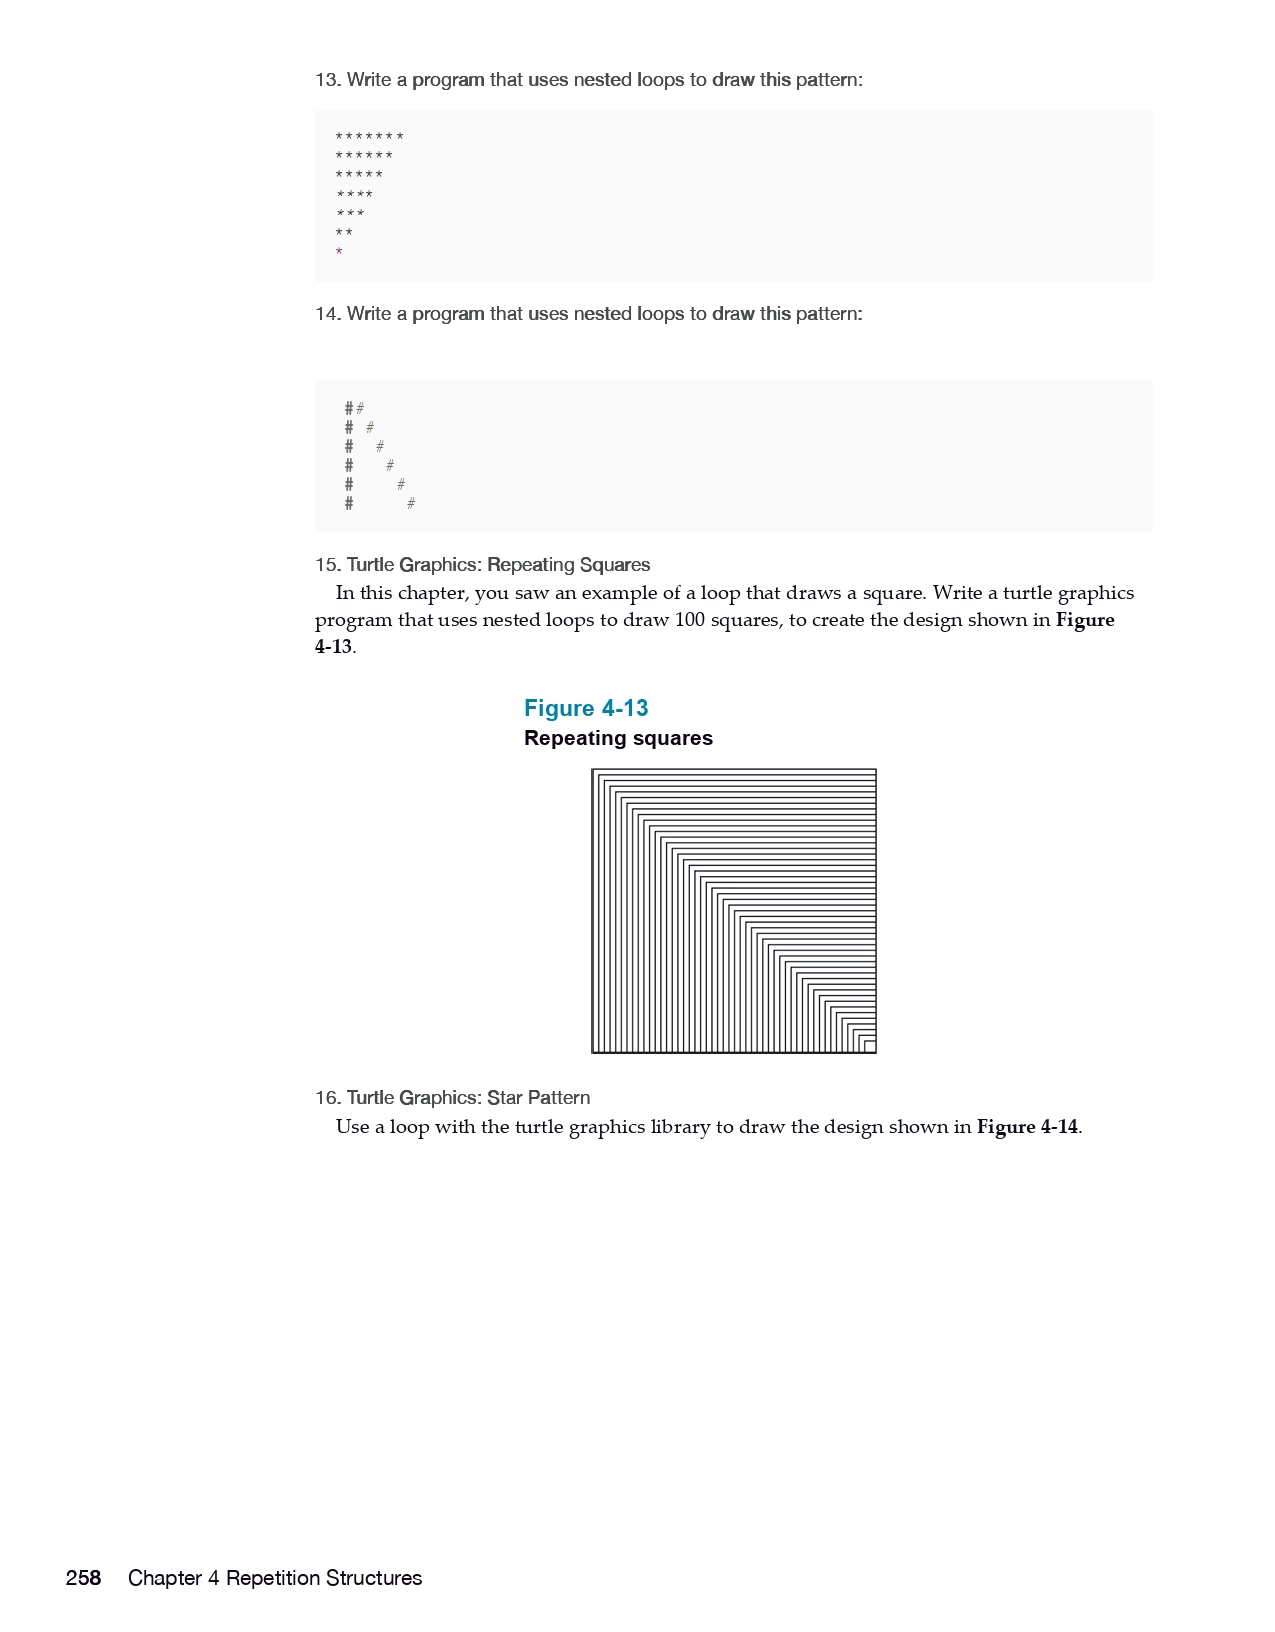 13. Write a program that uses nested loops to draw this pattern:
*******
******
*****
****
***
**
*
14. Write a program that uses nested loops to draw this pattern:
##
# #
#  #
#   #
#    #
#     #
15. Turtle Graphics: Repeating Squares
In this chapter, you saw an example of a loop that draws a square. Write a turtle graphics
program that uses nested loops to draw 100 squares, to create the design shown in Figure
4-13.
Figure 4-13
Repeating squares
16. Turtle Graphics: Star Pattern
Use a loop with the turtle graphics library to draw the design shown in Figure 4-14.
258 Chapter 4 Repetition Structures